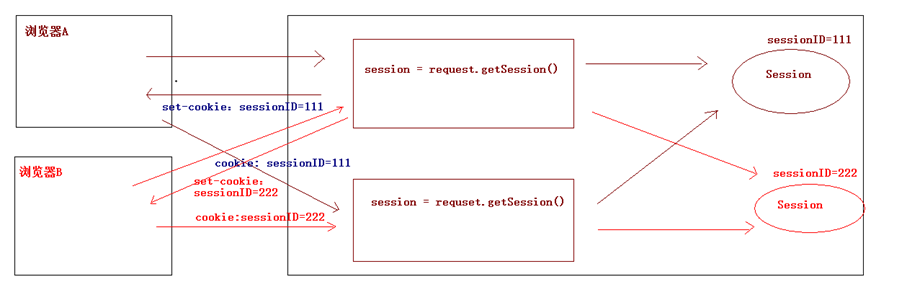 浏览器A
sessionID=111
session = request.getSession()
Session
set-cookie: sessionID=111
cookie: sessionID=111
浏览器B
set-cookie:
sessionID=222
sessionID=222
session = requset.getSession()
Session
cookie:sessionID=222